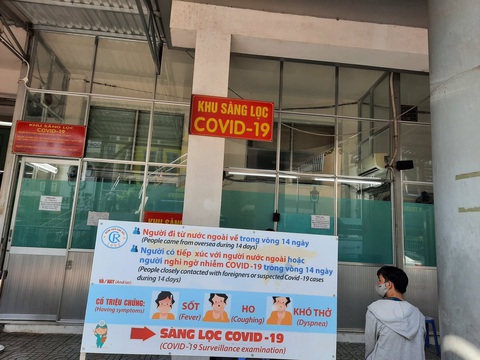 KHU SÀNG LỌC
COVID-19
KHU SÀNG LỌC
COVID-19
KHU SÀNG LỌC
Người đi từ nước ngoài về trong vòng 14 ngày
(People came from oversea during 14 days)
Người có tiếp xúc với người nước ngoài hoặc
người nghi ngờ nhiễm COVID-19 trong vòng 14 ngày
(People closely contacted with foreigners or suspected Covid-19 cases
during 14 days)
CÓ TRIỆU CHỨNG:
(Having symptoms)
SỐT
(Fever)
HO
(Coughing)
KHÓ THỞ
(Dyspnea)
SÀNG LỌC COVID -19
(COVID-19 Surveillance examination)